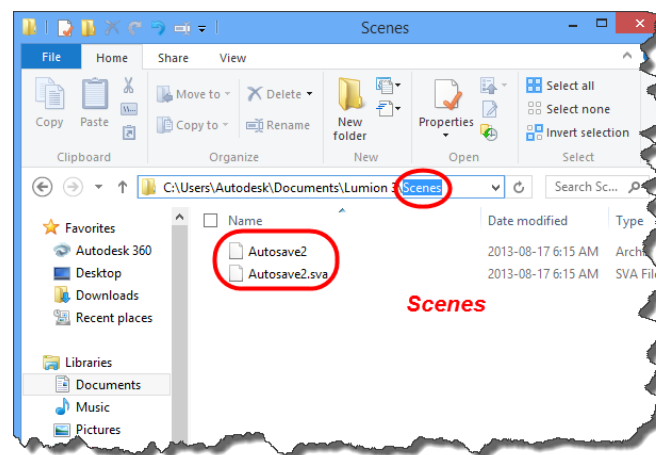 Scenes
File Home Share View
Copy Paste
Move to
Copy to
Delete
Rename
New folder
Properties
Select all
Select none
Invert selection
Clipboard Organize New Open Select
C:\Users\Autodesk\Documents\Lumion 3\Scenes
Search Sc...
Favorites
Autodesk 360
Desktop
Downloads
Recent places
Libraries
Documents
Music
Pictures
Name Date modified Type
Autosave2 2013-08-17 6:15 AM
Autosave2.sva 2013-08-17 6:15 AM SVA File
Scenes